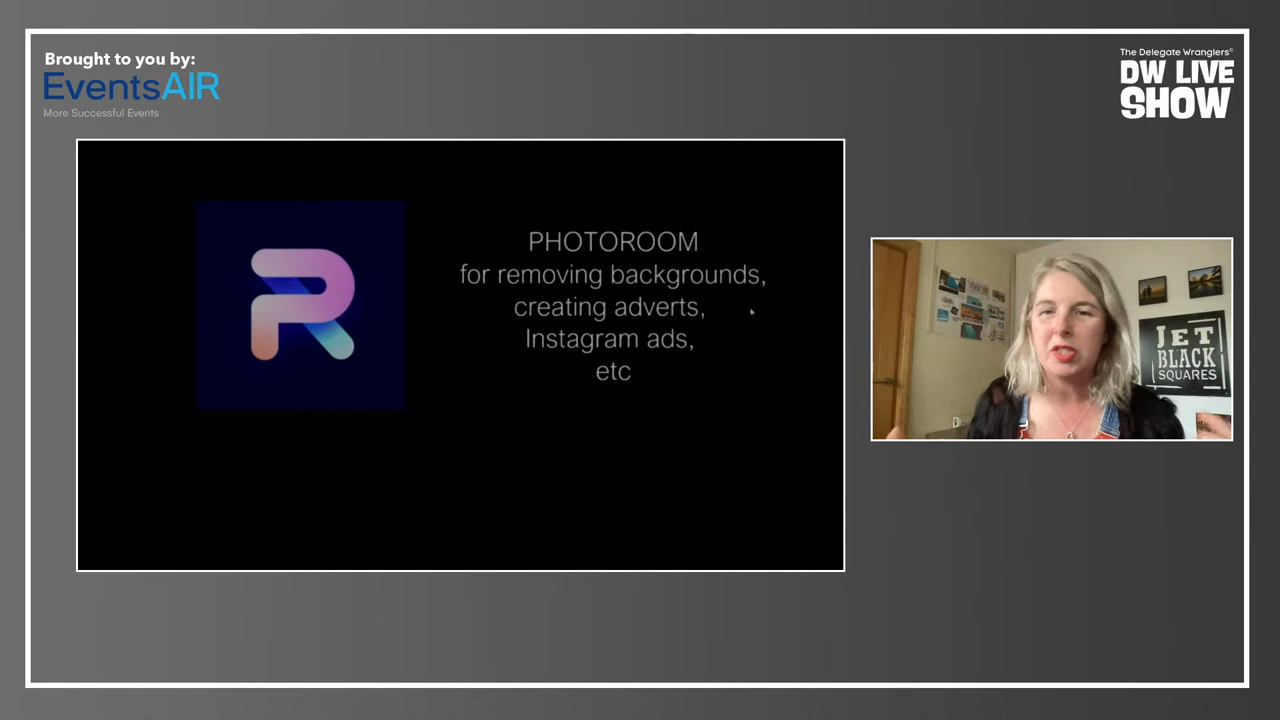 Brought to you by:
EventsAIR
More Successful Events
The Delegate Wranglers®
DW LIVE
SHOW
PHOTOROOM
for removing backgrounds,
creating adverts,
Instagram ads,
etc
JET
BLACK
SQUARES